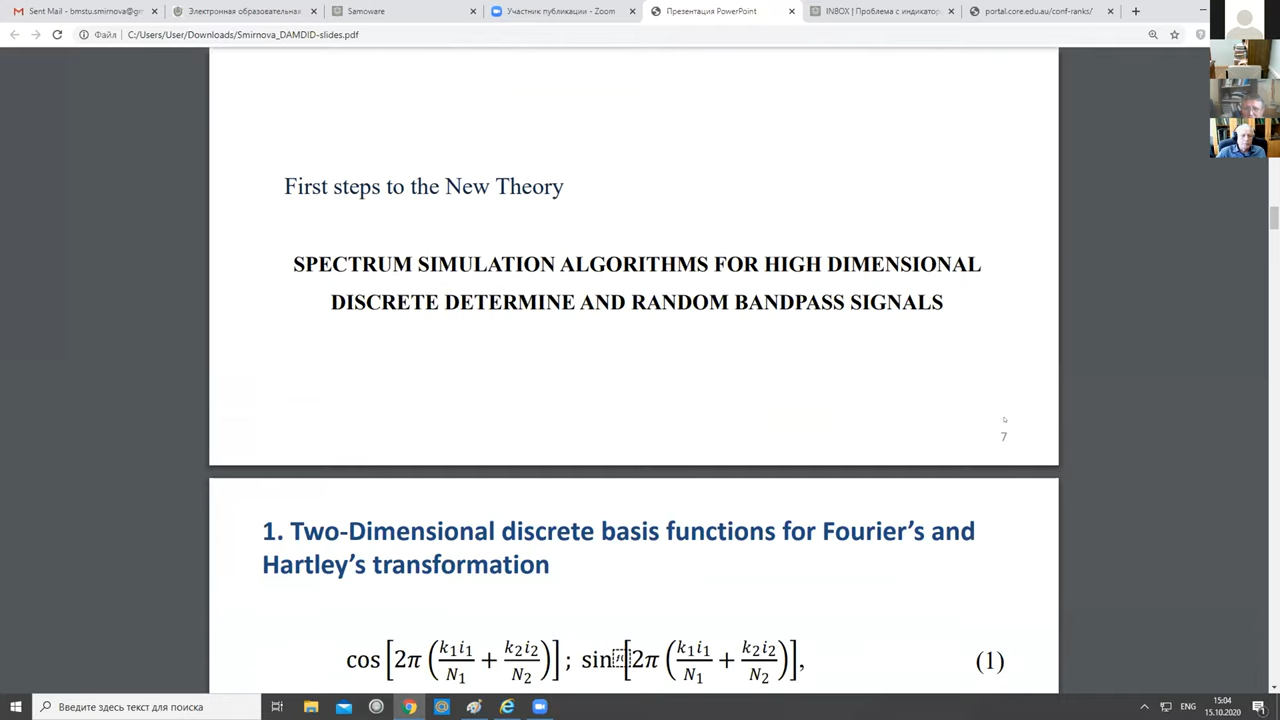 Sent Mail - bmstu.smirnova@gm
Электронная образовательная
Samoware
Участник публикации - Zoom
Презентация PowerPoint
INBOX | Проблема с индикатор
portal.core.edu.au/conf-ranks/
Файл
C:/Users/User/Downloads/Smirnova_DAMDID-slides.pdf
First steps to the New Theory
SPECTRUM SIMULATION ALGORITHMS FOR HIGH DIMENSIONAL
DISCRETE DETERMINE AND RANDOM BANDPASS SIGNALS
7
1. Two-Dimensional discrete basis functions for Fourier’s and
Hartley’s transformation
cos[2π(k₁i₁/N₁ + k₂i₂/N₂)]; sin[2π(k₁i₁/N₁ + k₂i₂/N₂)], (1)
Введите здесь текст для поиска
ENG
15:04
15.10.2020
1